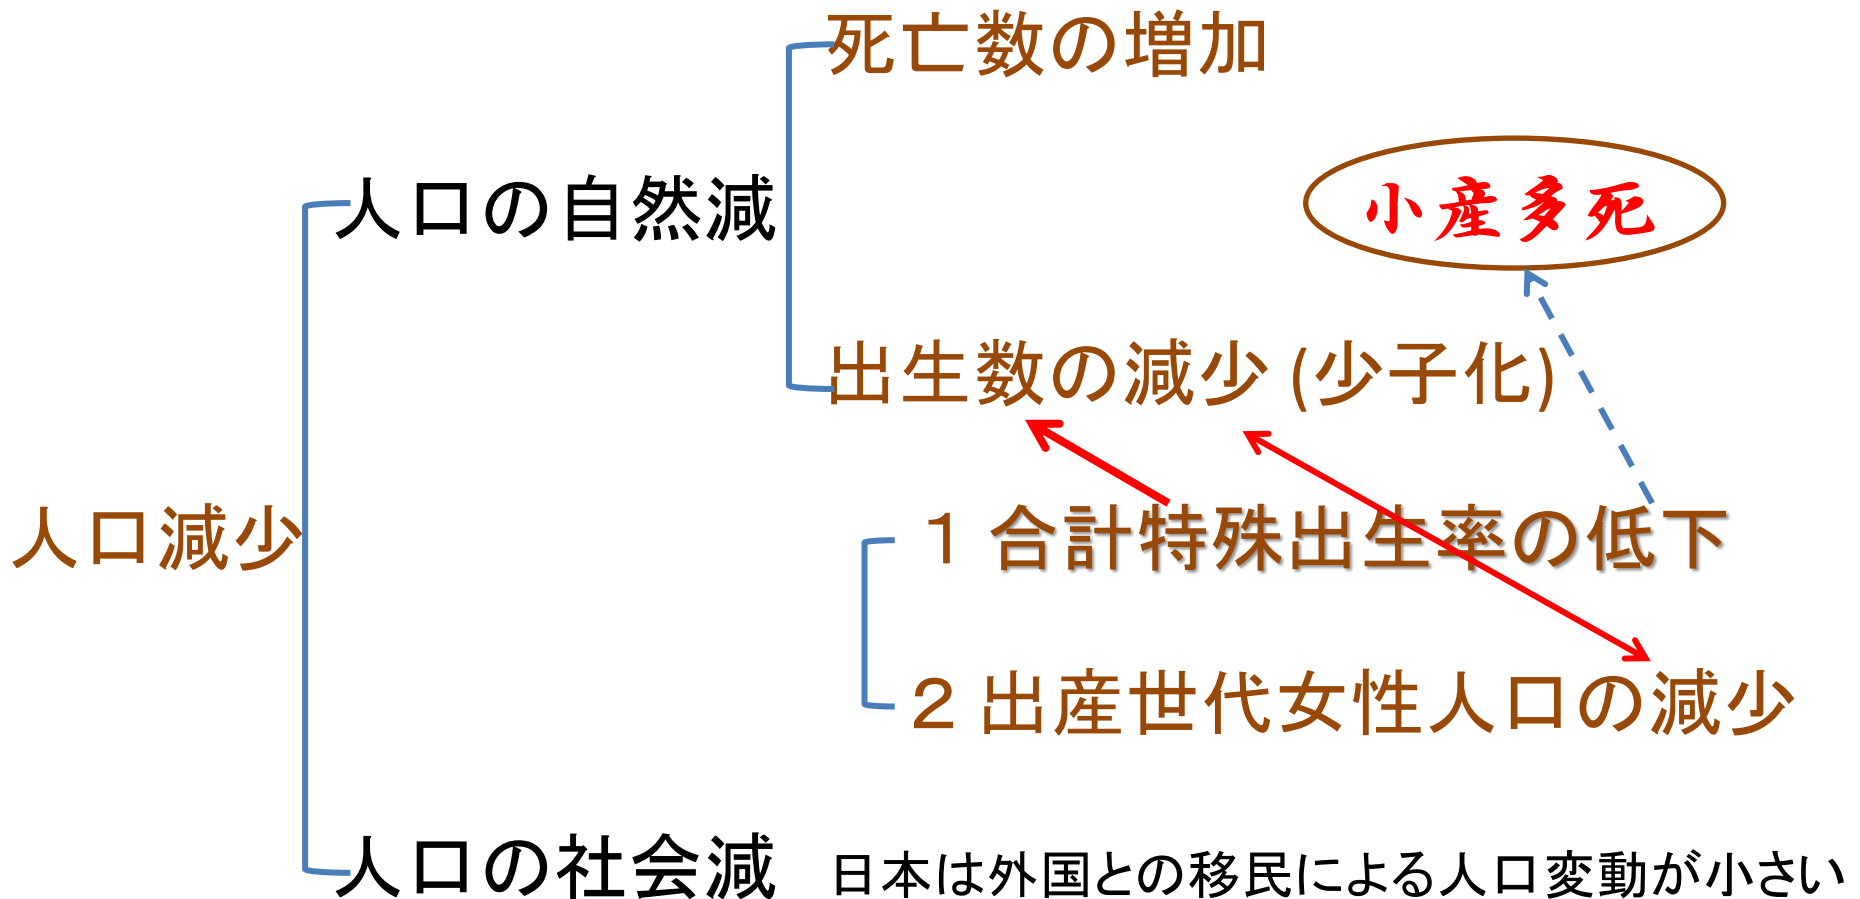 死亡数の増加
人口の自然減
小産多死
出生数の減少 (少子化)
人口減少
１ 合計特殊出生率の低下
２ 出産世代女性人口の減少
人口の社会減 日本は外国との移民による人口変動が小さい